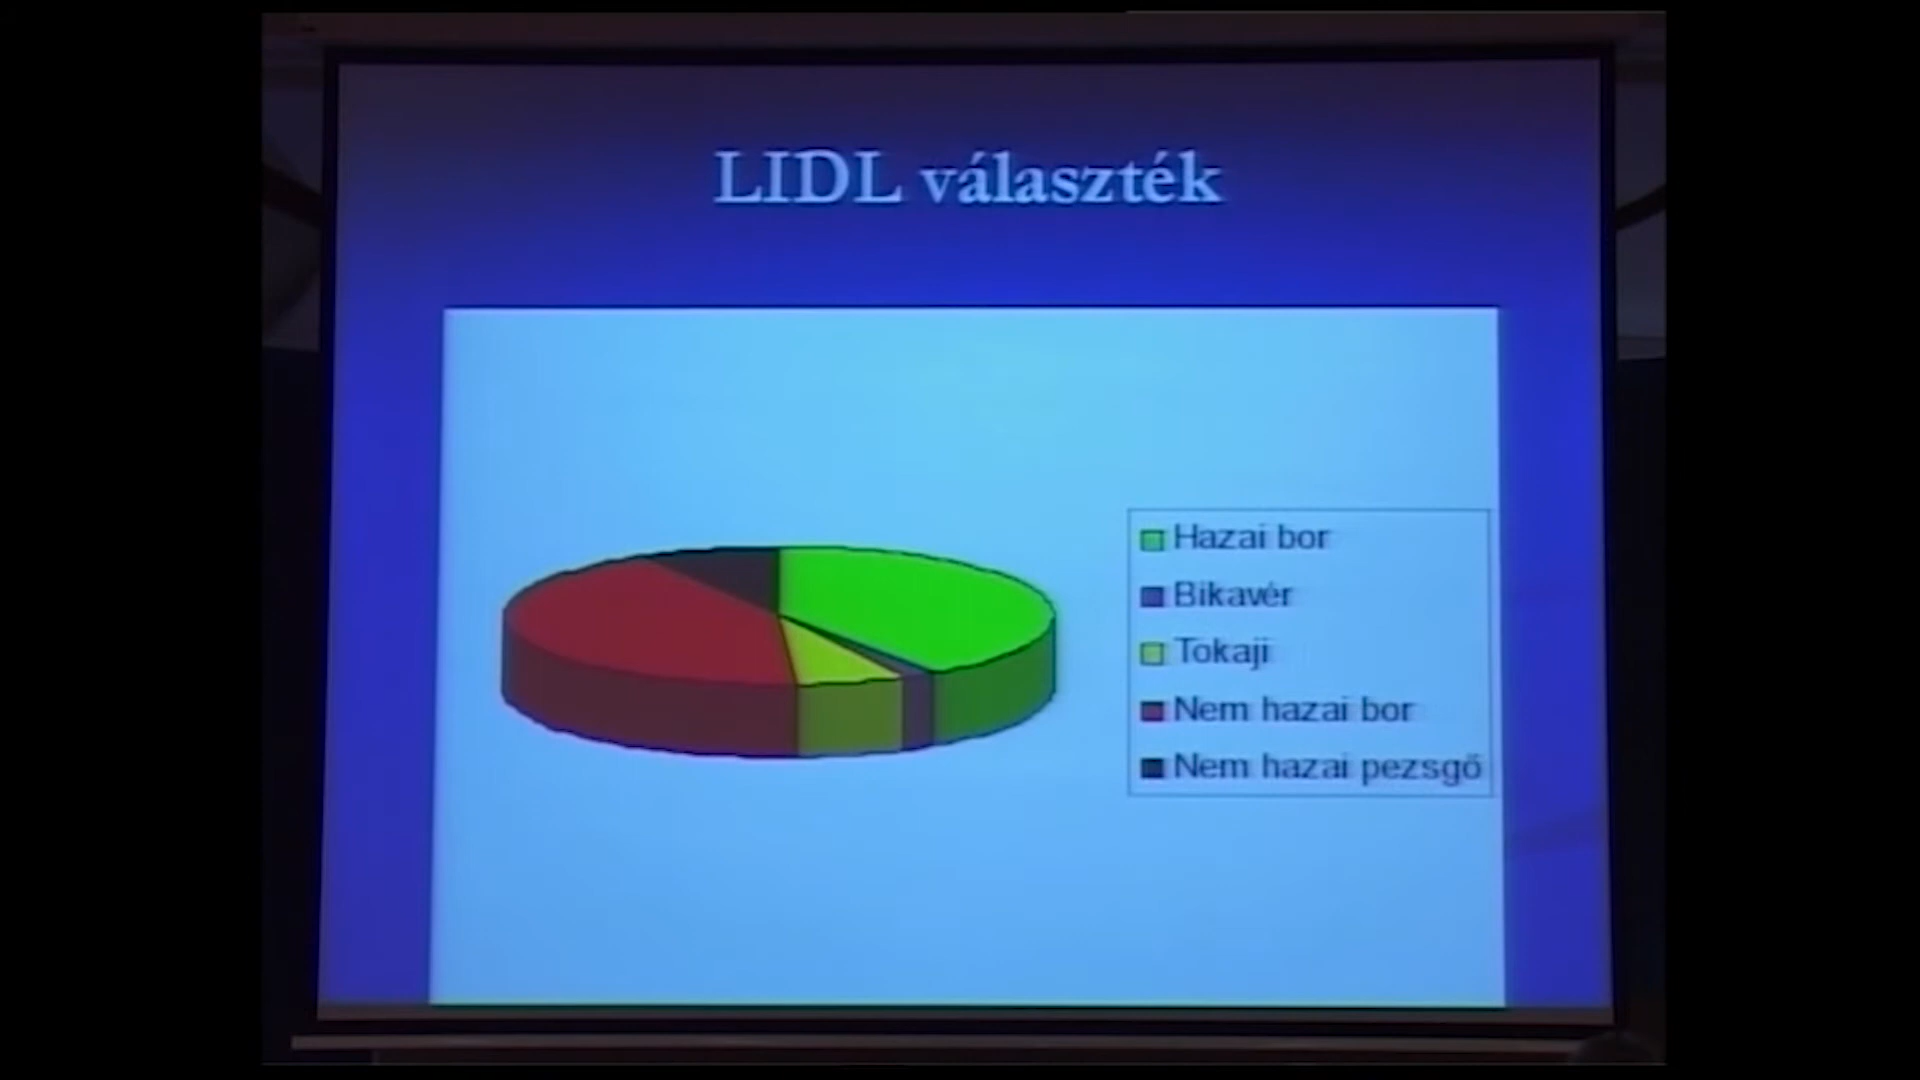 LIDL választék
Hazai bor
Bikavér
Tokaji
Nem hazai bor
Nem hazai pezsgő